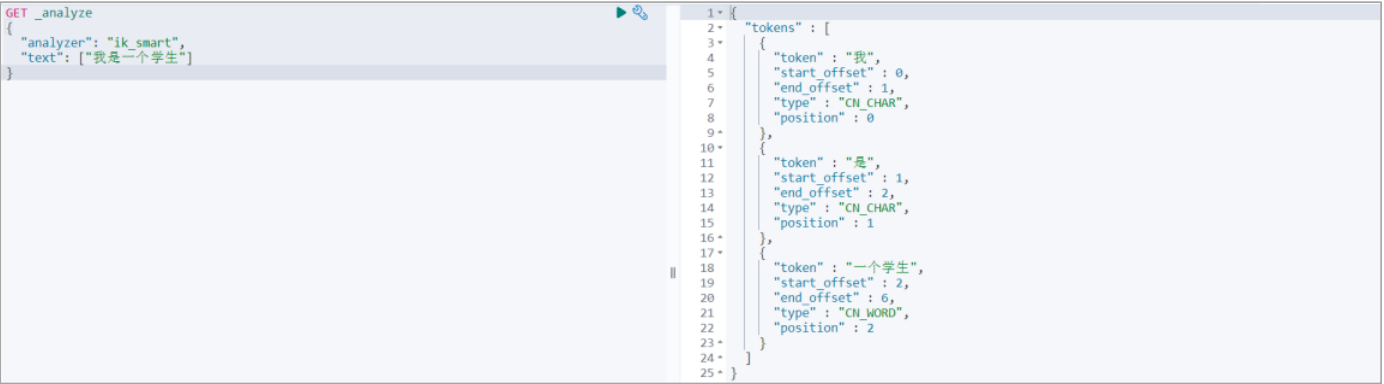 GET _analyze
{
  "analyzer": "ik_smart",
  "text": ["我是一个学生"]
}
1 {
2   "tokens" : [
3     {
4       "token" : "我",
5       "start_offset" : 0,
6       "end_offset" : 1,
7       "type" : "CN_CHAR",
8       "position" : 0
9     },
10     {
11       "token" : "是",
12       "start_offset" : 1,
13       "end_offset" : 2,
14       "type" : "CN_CHAR",
15       "position" : 1
16     },
17     {
18       "token" : "一个学生",
19       "start_offset" : 2,
20       "end_offset" : 6,
21       "type" : "CN_WORD",
22       "position" : 2
23     }
24   ]
25 }